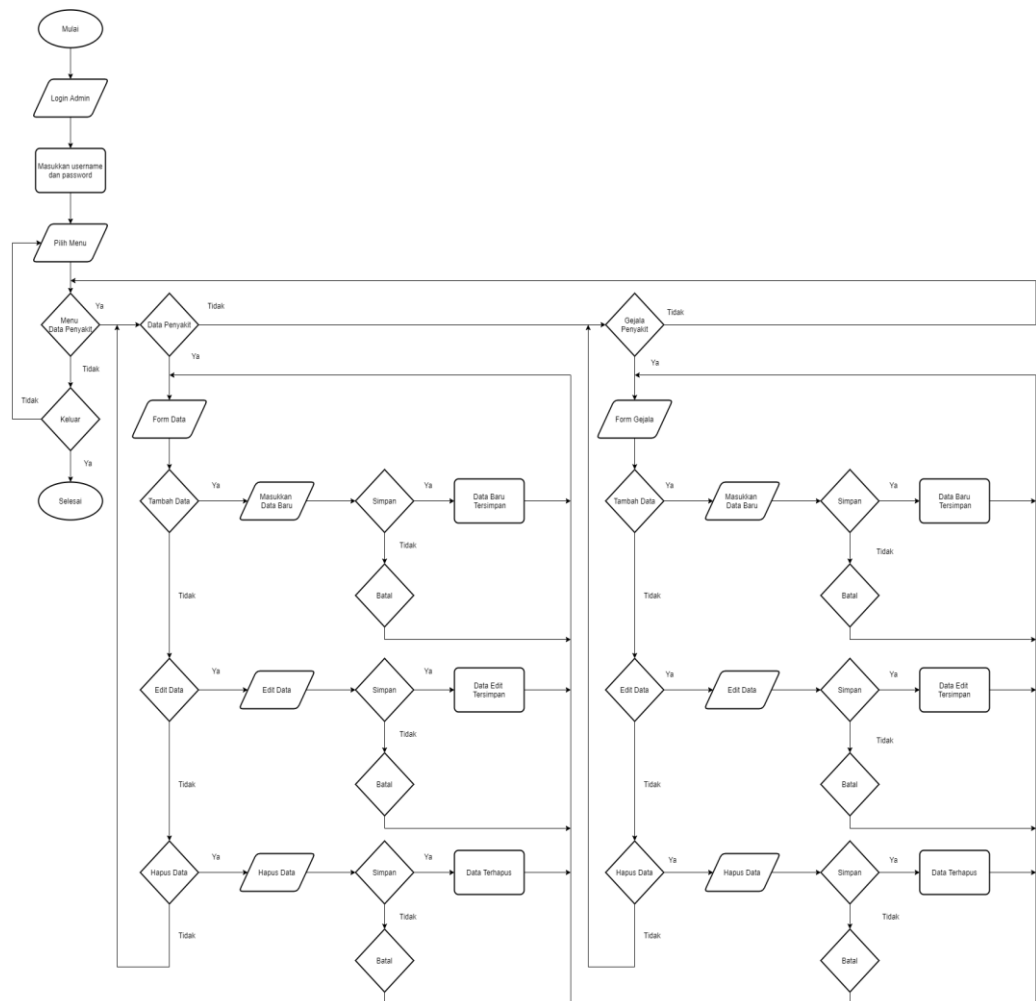 Mulai
Login Admin
Masukkan username
dan password
Pilih Menu
Menu
Data Penyakit
Ya
Tidak
Keluar
Tidak
Ya
Selesai
Data Penyakit
Tidak
Ya
Form Data
Tambah Data
Ya
Masukkan
Data Baru
Simpan
Ya
Data Baru
Tersimpan
Tidak
Batal
Tidak
Edit Data
Ya
Edit Data
Simpan
Ya
Data Edit
Tersimpan
Tidak
Batal
Tidak
Hapus Data
Ya
Hapus Data
Simpan
Ya
Data Terhapus
Tidak
Batal
Tidak
Gejala
Penyakit
Tidak
Ya
Form Gejala
Tambah Data
Ya
Masukkan
Data Baru
Simpan
Ya
Data Baru
Tersimpan
Tidak
Batal
Tidak
Edit Data
Ya
Edit Data
Simpan
Ya
Data Edit
Tersimpan
Tidak
Batal
Tidak
Hapus Data
Ya
Hapus Data
Simpan
Ya
Data Terhapus
Tidak
Batal
Tidak